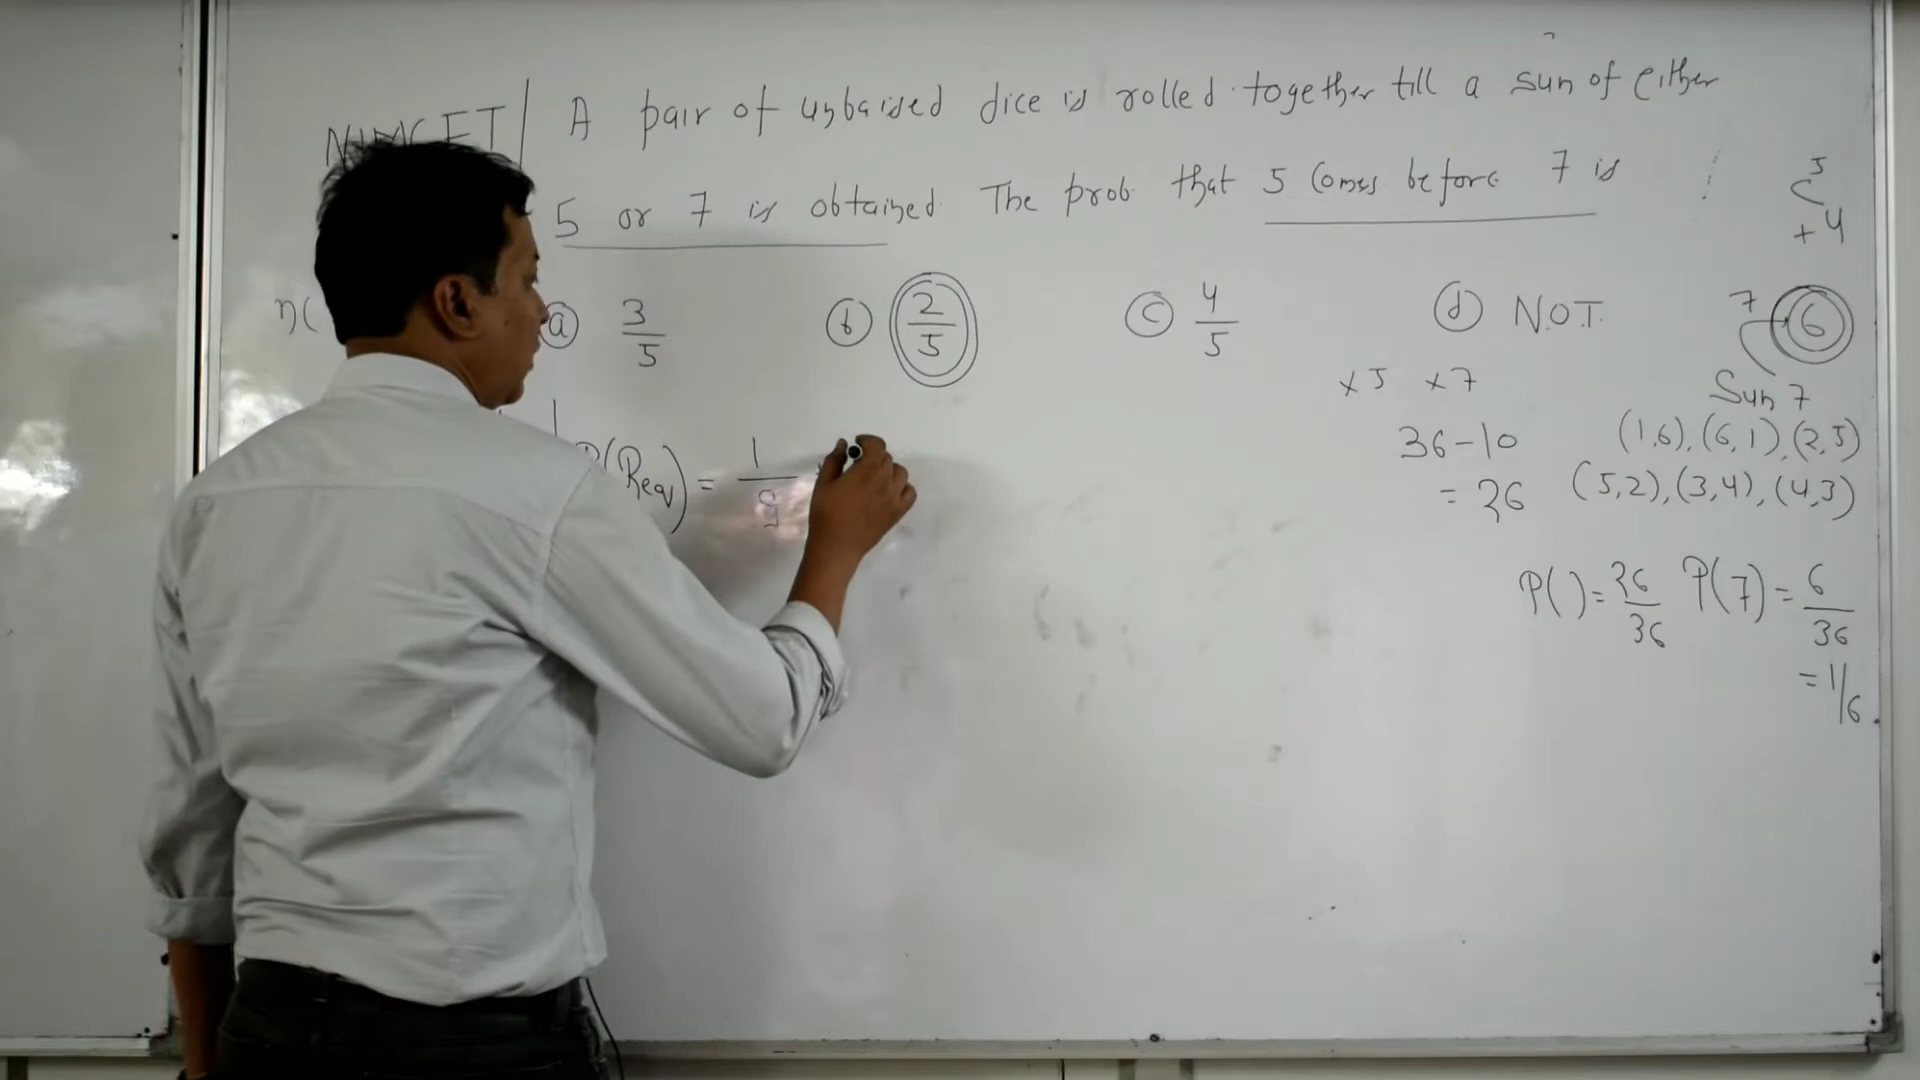 NIMCET | A pair of unbaised dice is rolled together till a sum of either
5 or 7 is obtained. The prob. that 5 comes before 7 is
5
+4
n(
(a) 3/5 (b) 2/5 (c) 4/5 (d) N.O.T.
7 6
×5 ×7
Sum 7
36-10
(1,6), (6,1), (2,5)
= 26
(5,2), (3,4), (4,3)
P(Req) = 1/9
P( ) = 26/36
P(7) = 6/36
= 1/6